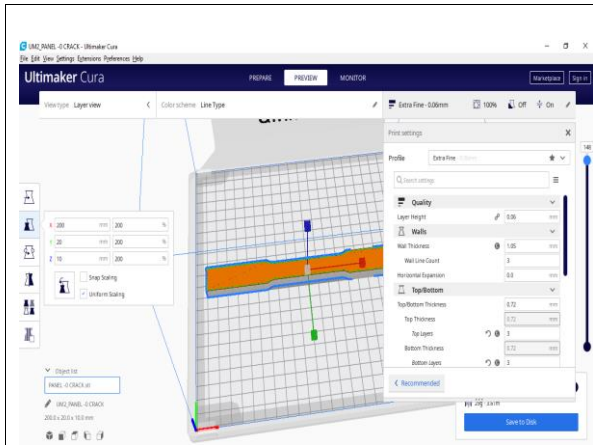 UM2_PANEL -0 CRACK - Ultimaker Cura
File Edit View Settings Extensions Preferences Help
Ultimaker Cura PREPARE PREVIEW MONITOR Marketplace Sign in
View type Layer view Color scheme Line Type Extra Fine - 0.06mm 100% Off On
Print settings X
Profile Extra Fine
Search settings
148
Quality
Layer Height 0.06 mm
Walls
Wall Thickness 1.05 mm
Wall Line Count 3
Horizontal Expansion 0.0 mm
Top/Bottom
Top/Bottom Thickness 0.72 mm
Top Thickness 0.72 mm
Top Layers 3
Bottom Thickness 0.72 mm
Bottom Layers 3
Recommended
X 200 mm 200 %
Y 20 mm 200 %
Z 10 mm 200 %
Snap Scaling
Uniform Scaling
Object list
PANEL -0 CRACK.stl
UM2_PANEL -0 CRACK
200.0 x 20.0 x 10.0 mm
Save to Disk